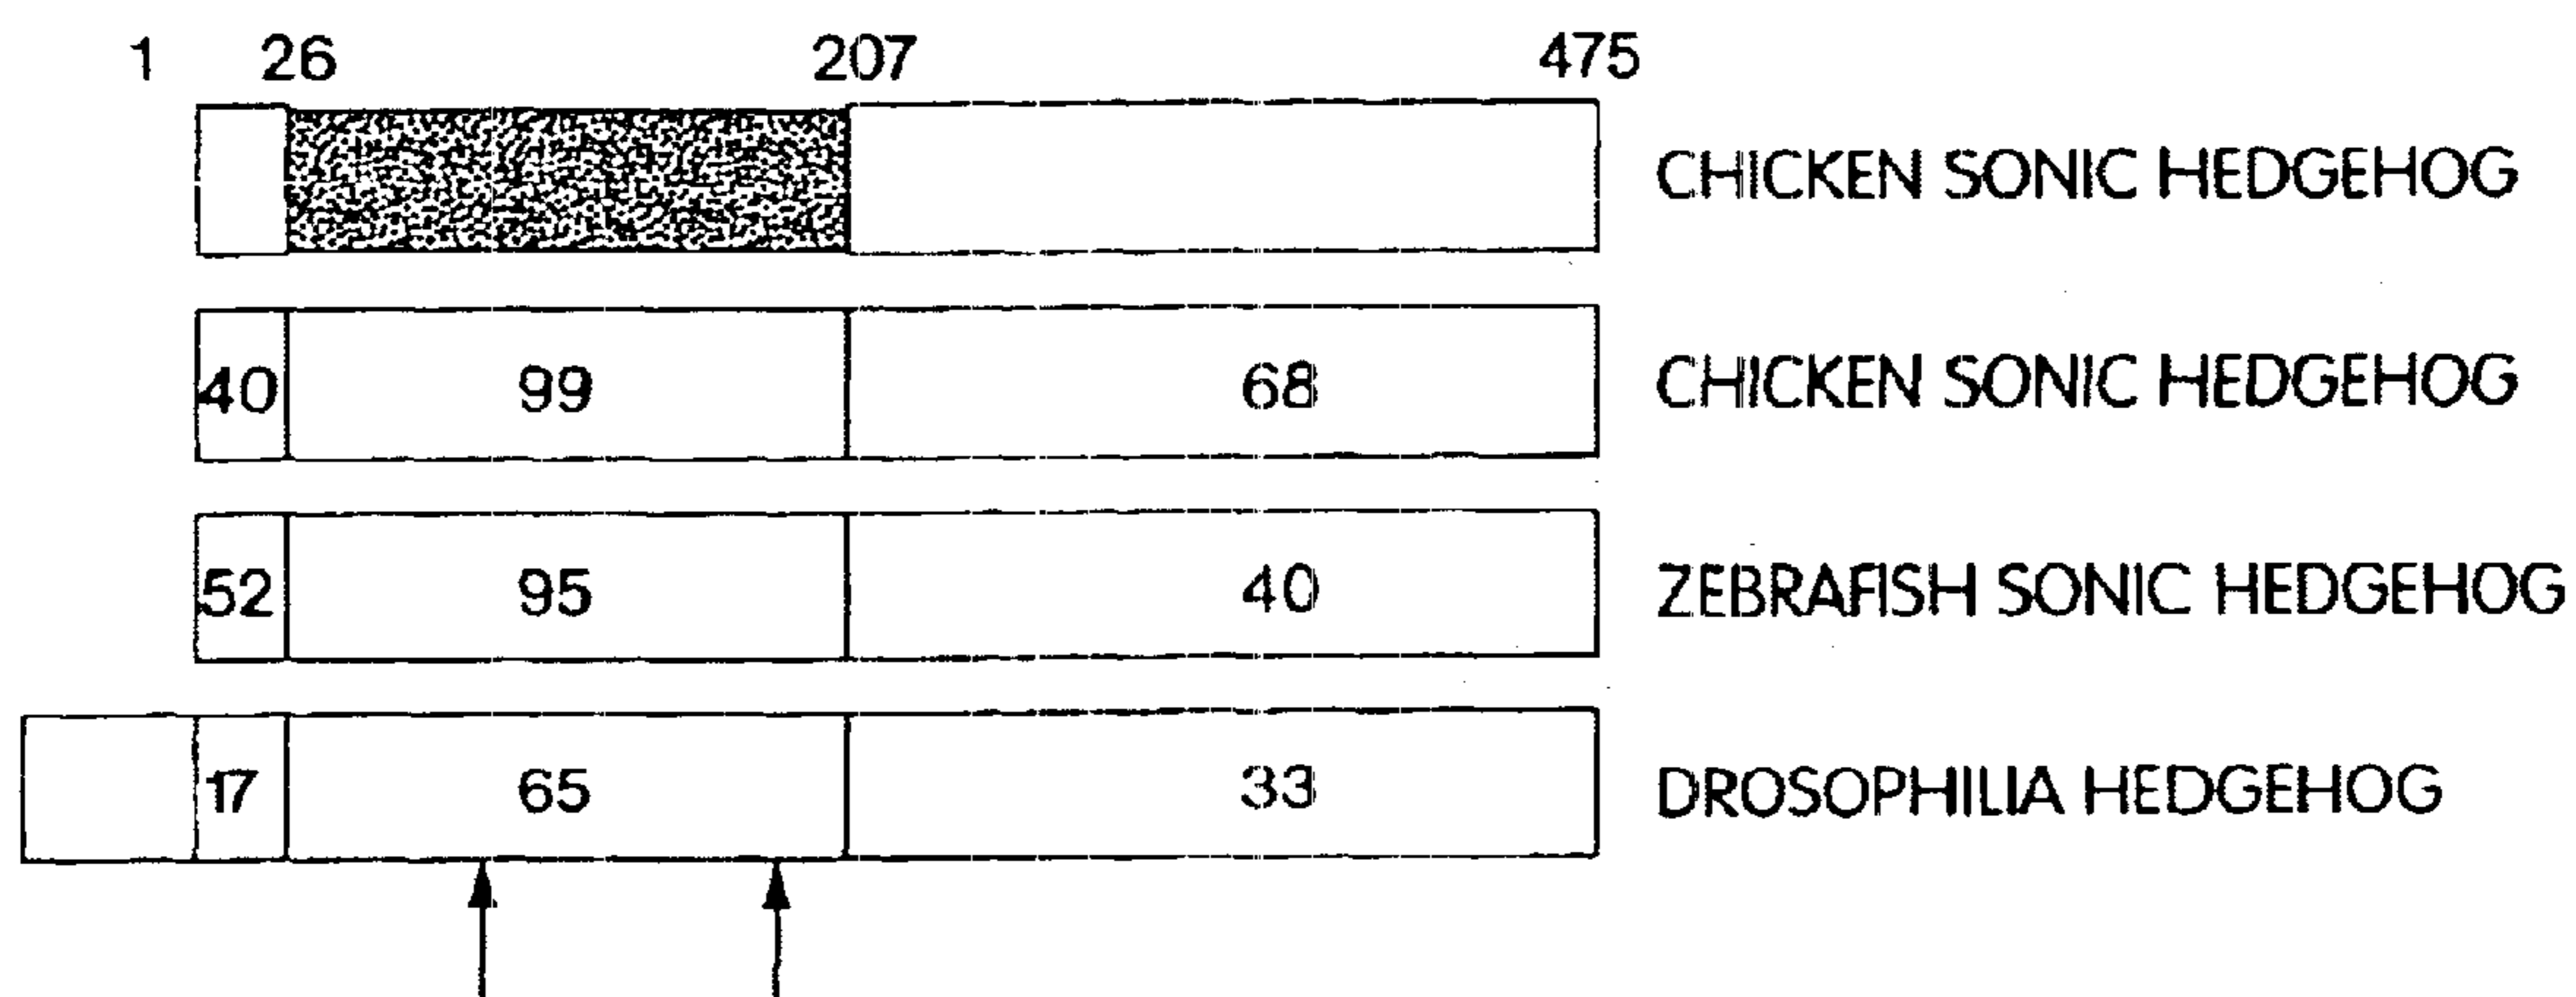 1 26 207 475
CHICKEN SONIC HEDGEHOG
40 99 68 CHICKEN SONIC HEDGEHOG
52 95 40 ZEBRAFISH SONIC HEDGEHOG
17 65 33 DROSOPHILIA HEDGEHOG